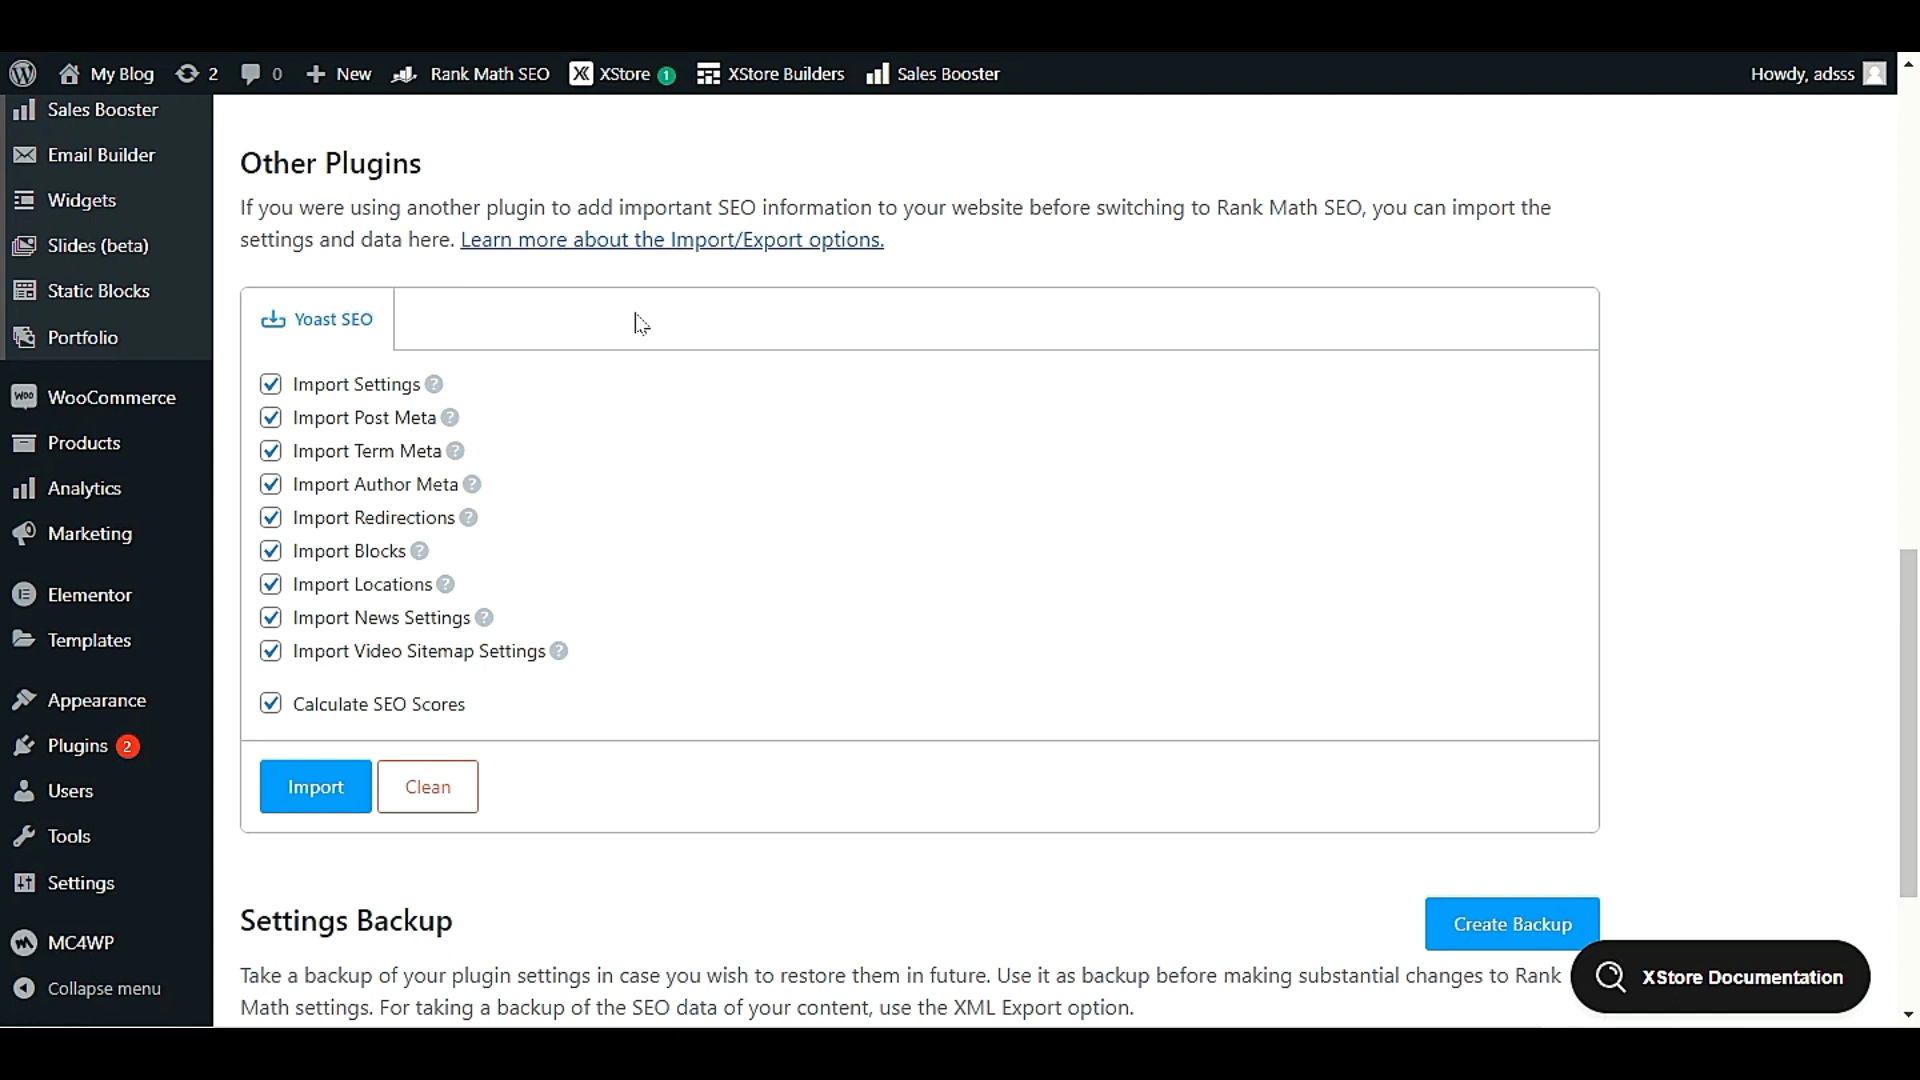 My Blog 2 0 New Rank Math SEO XStore 1 XStore Builders Sales Booster Howdy, adsss
Sales Booster
Email Builder
Widgets
Slides (beta)
Static Blocks
Portfolio
WooCommerce
Products
Analytics
Marketing
Elementor
Templates
Appearance
Plugins 2
Users
Tools
Settings
MC4WP
Collapse menu
Other Plugins
If you were using another plugin to add important SEO information to your website before switching to Rank Math SEO, you can import the
settings and data here. Learn more about the Import/Export options.
Yoast SEO
Import Settings ?
Import Post Meta ?
Import Term Meta ?
Import Author Meta ?
Import Redirections ?
Import Blocks ?
Import Locations ?
Import News Settings ?
Import Video Sitemap Settings ?
Calculate SEO Scores
Import Clean
Settings Backup
Create Backup
Take a backup of your plugin settings in case you wish to restore them in future. Use it as backup before making substantial changes to Rank
Math settings. For taking a backup of the SEO data of your content, use the XML Export option.
XStore Documentation